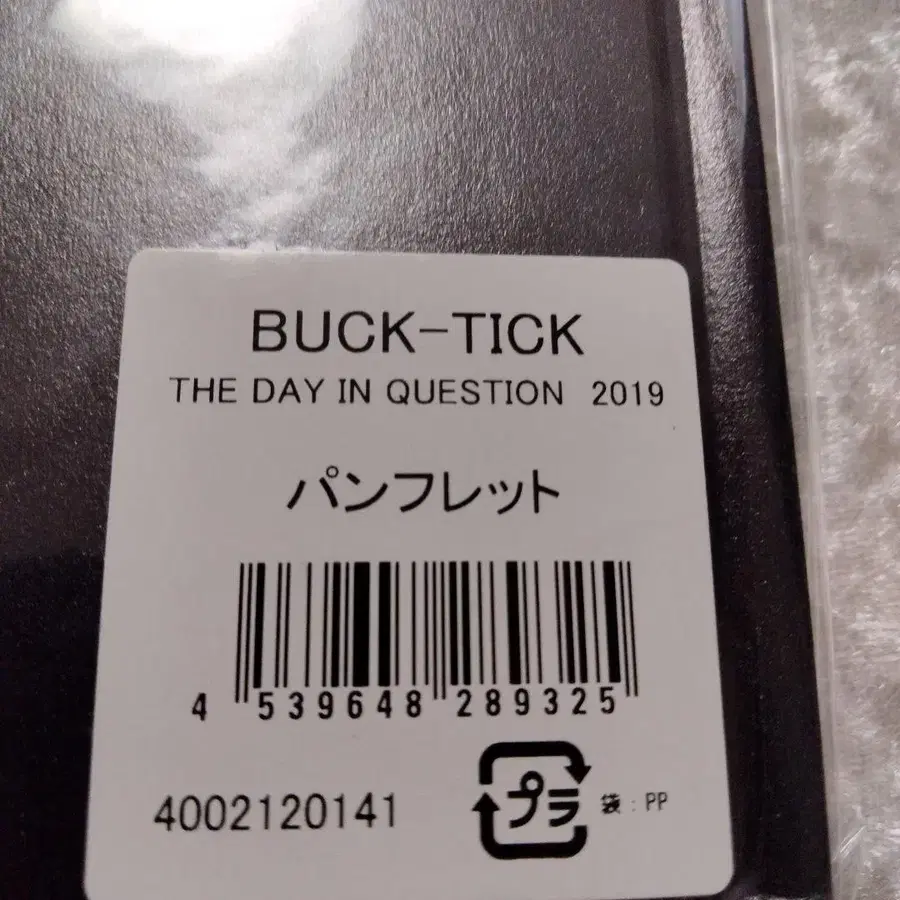 BUCK-TICK
THE DAY IN QUESTION 2019
パンフレット
4 539648 289325
4002120141
プラ 袋:PP